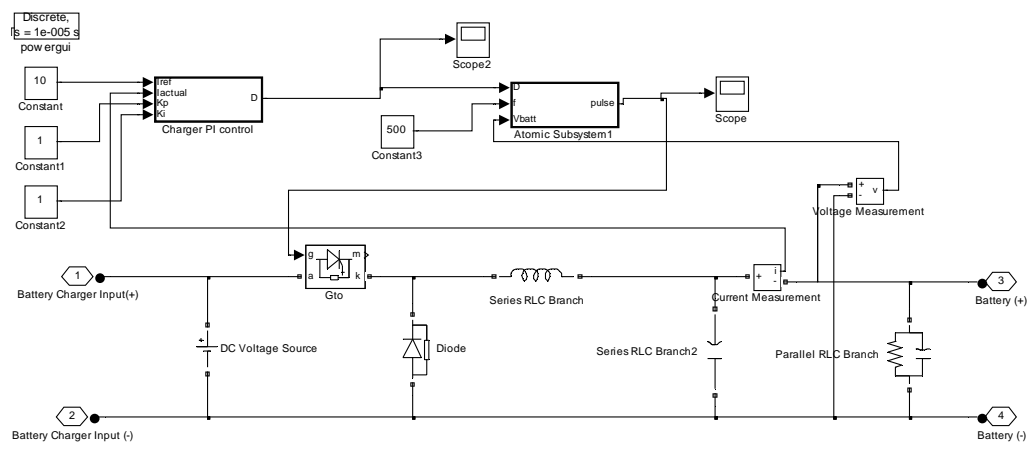 Discrete,
Ts = 1e-005 s
powergui
Scope2
10
Constant
Iref
Iactual
Kp
Ki
D
Charger PI control
1
Constant1
1
Constant2
500
Constant3
D
f
Vbatt
pulse
Atomic Subsystem1
Scope
+
-
v
Voltage Measurement
1
Battery Charger Input(+)
g
a
m
k
Gto
Series RLC Branch
+
i
-
Current Measurement
3
Battery (+)
+
DC Voltage Source
Diode
Series RLC Branch2
Parallel RLC Branch
2
Battery Charger Input (-)
4
Battery (-)